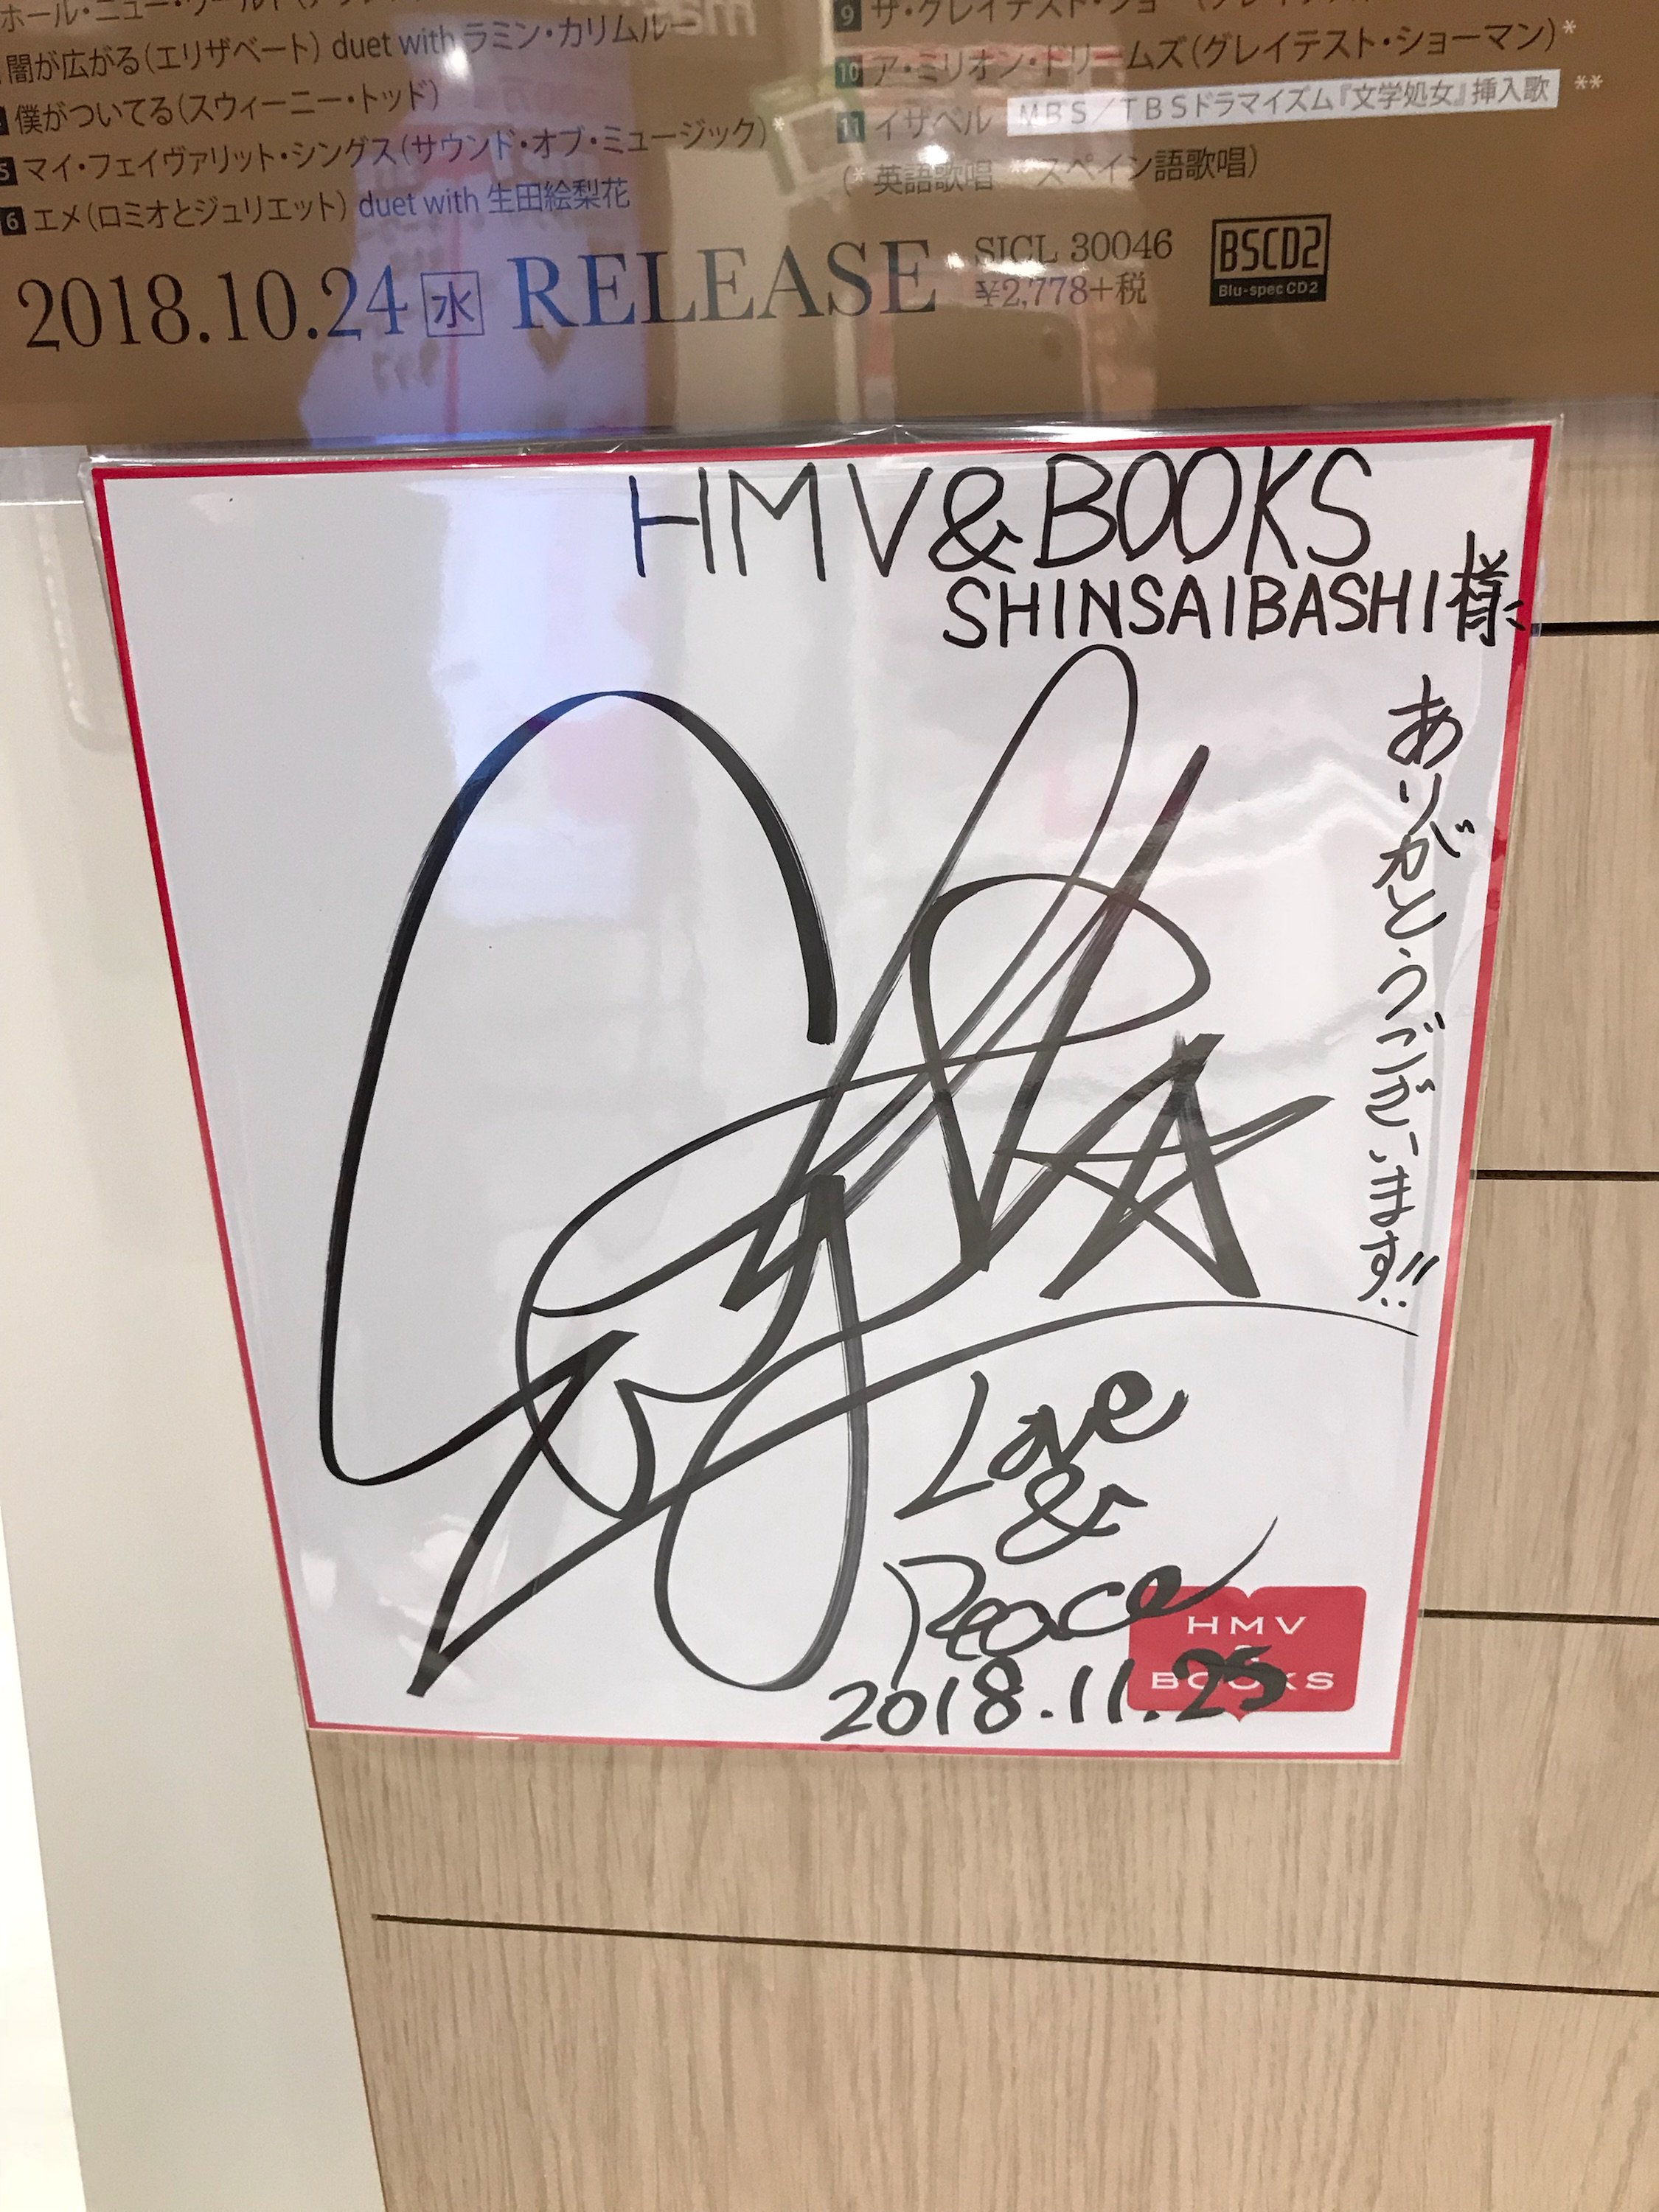 ホール・ニュー・ワールド
闇が広がる(エリザベート) duet with ラミン・カリムルー
僕がついてる(スウィーニー・トッド)
5 マイ・フェイヴァリット・シングス(サウンド・オブ・ミュージック)*
6 エメ(ロミオとジュリエット) duet with 生田絵梨花
9 ザ・グレイテスト・ショー
10 ア・ミリオン・ドリームズ(グレイテスト・ショーマン)*
11 イザベル MBS/TBSドラマイズム『文学処女』挿入歌 **
(* 英語歌唱 ** スペイン語歌唱)
2018.10.24 水 RELEASE
SICL 30046
¥2,778+税
BSCD2
Blu-spec CD2
HMV&BOOKS
SHINSAIBASHI様
ありがとうございます!!
Love
&
Peace
2018.11.25
HMV
&
BOOKS